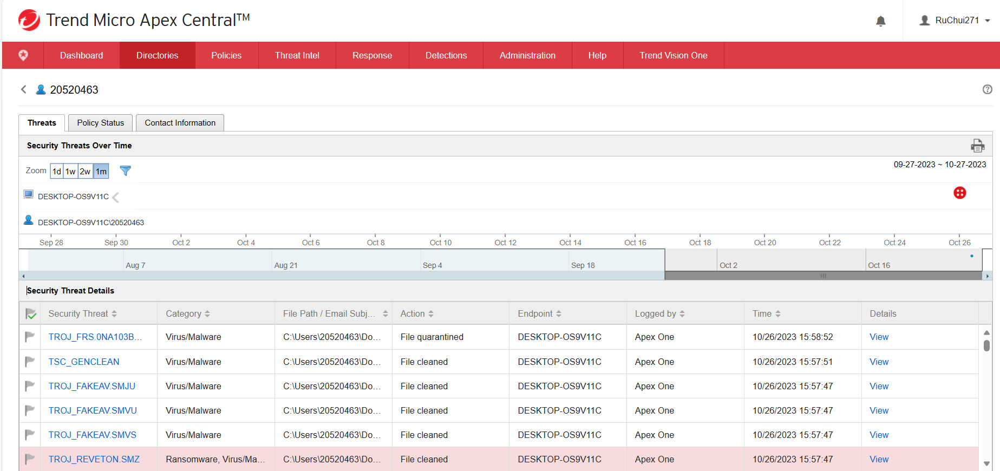 Trend Micro Apex Central™
RuChui271
Dashboard Directories Policies Threat Intel Response Detections Administration Help Trend Vision One
20520463
Threats Policy Status Contact Information
Security Threats Over Time
Zoom 1d 1w 2w 1m
09-27-2023 ~ 10-27-2023
DESKTOP-OS9V11C
DESKTOP-OS9V11C\20520463
Sep 28 Sep 30 Oct 2 Oct 4 Oct 6 Oct 8 Oct 10 Oct 12 Oct 14 Oct 16 Oct 18 Oct 20 Oct 22 Oct 24 Oct 26
Aug 7 Aug 21 Sep 4 Sep 18 Oct 2 Oct 16
Security Threat Details
Security Threat Category File Path / Email Subj... Action Endpoint Logged by Time Details
TROJ_FRS.0NA103B... Virus/Malware C:\Users\20520463\Do... File quarantined DESKTOP-OS9V11C Apex One 10/26/2023 15:58:52 View
TSC_GENCLEAN Virus/Malware C:\Users\20520463\Do... File cleaned DESKTOP-OS9V11C Apex One 10/26/2023 15:57:51 View
TROJ_FAKEAV.SMJU Virus/Malware C:\Users\20520463\Do... File cleaned DESKTOP-OS9V11C Apex One 10/26/2023 15:57:47 View
TROJ_FAKEAV.SMVU Virus/Malware C:\Users\20520463\Do... File cleaned DESKTOP-OS9V11C Apex One 10/26/2023 15:57:47 View
TROJ_FAKEAV.SMVS Virus/Malware C:\Users\20520463\Do... File cleaned DESKTOP-OS9V11C Apex One 10/26/2023 15:57:47 View
TROJ_REVETON.SMZ Ransomware, Virus/Ma... C:\Users\20520463\Do... File cleaned DESKTOP-OS9V11C Apex One 10/26/2023 15:57:47 View